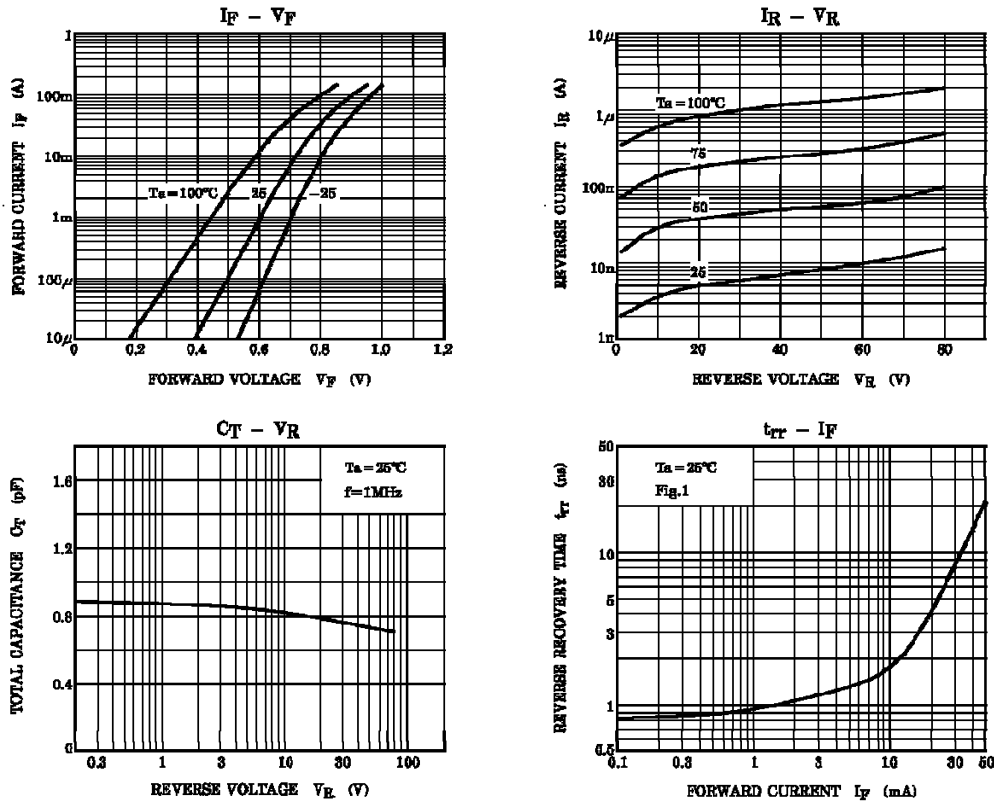 IF – VF
FORWARD CURRENT IF (A)
1
100m
10m
1m
100μ
10μ
Ta=100°C
25
−25
0
0.2
0.4
0.6
0.8
1.0
1.2
FORWARD VOLTAGE VF (V)
IR – VR
REVERSE CURRENT IR (A)
10μ
1μ
100n
10n
1n
Ta=100°C
75
50
25
0
20
40
60
80
REVERSE VOLTAGE VR (V)
CT – VR
TOTAL CAPACITANCE CT (pF)
1.6
1.2
0.8
0.4
0
Ta=25°C
f=1MHz
0.3
1
3
10
30
100
REVERSE VOLTAGE VR (V)
trr – IF
REVERSE RECOVERY TIME trr (ns)
50
30
10
5
3
1
0.5
Ta=25°C
Fig.1
0.1
0.3
1
3
10
30
50
FORWARD CURRENT IF (mA)